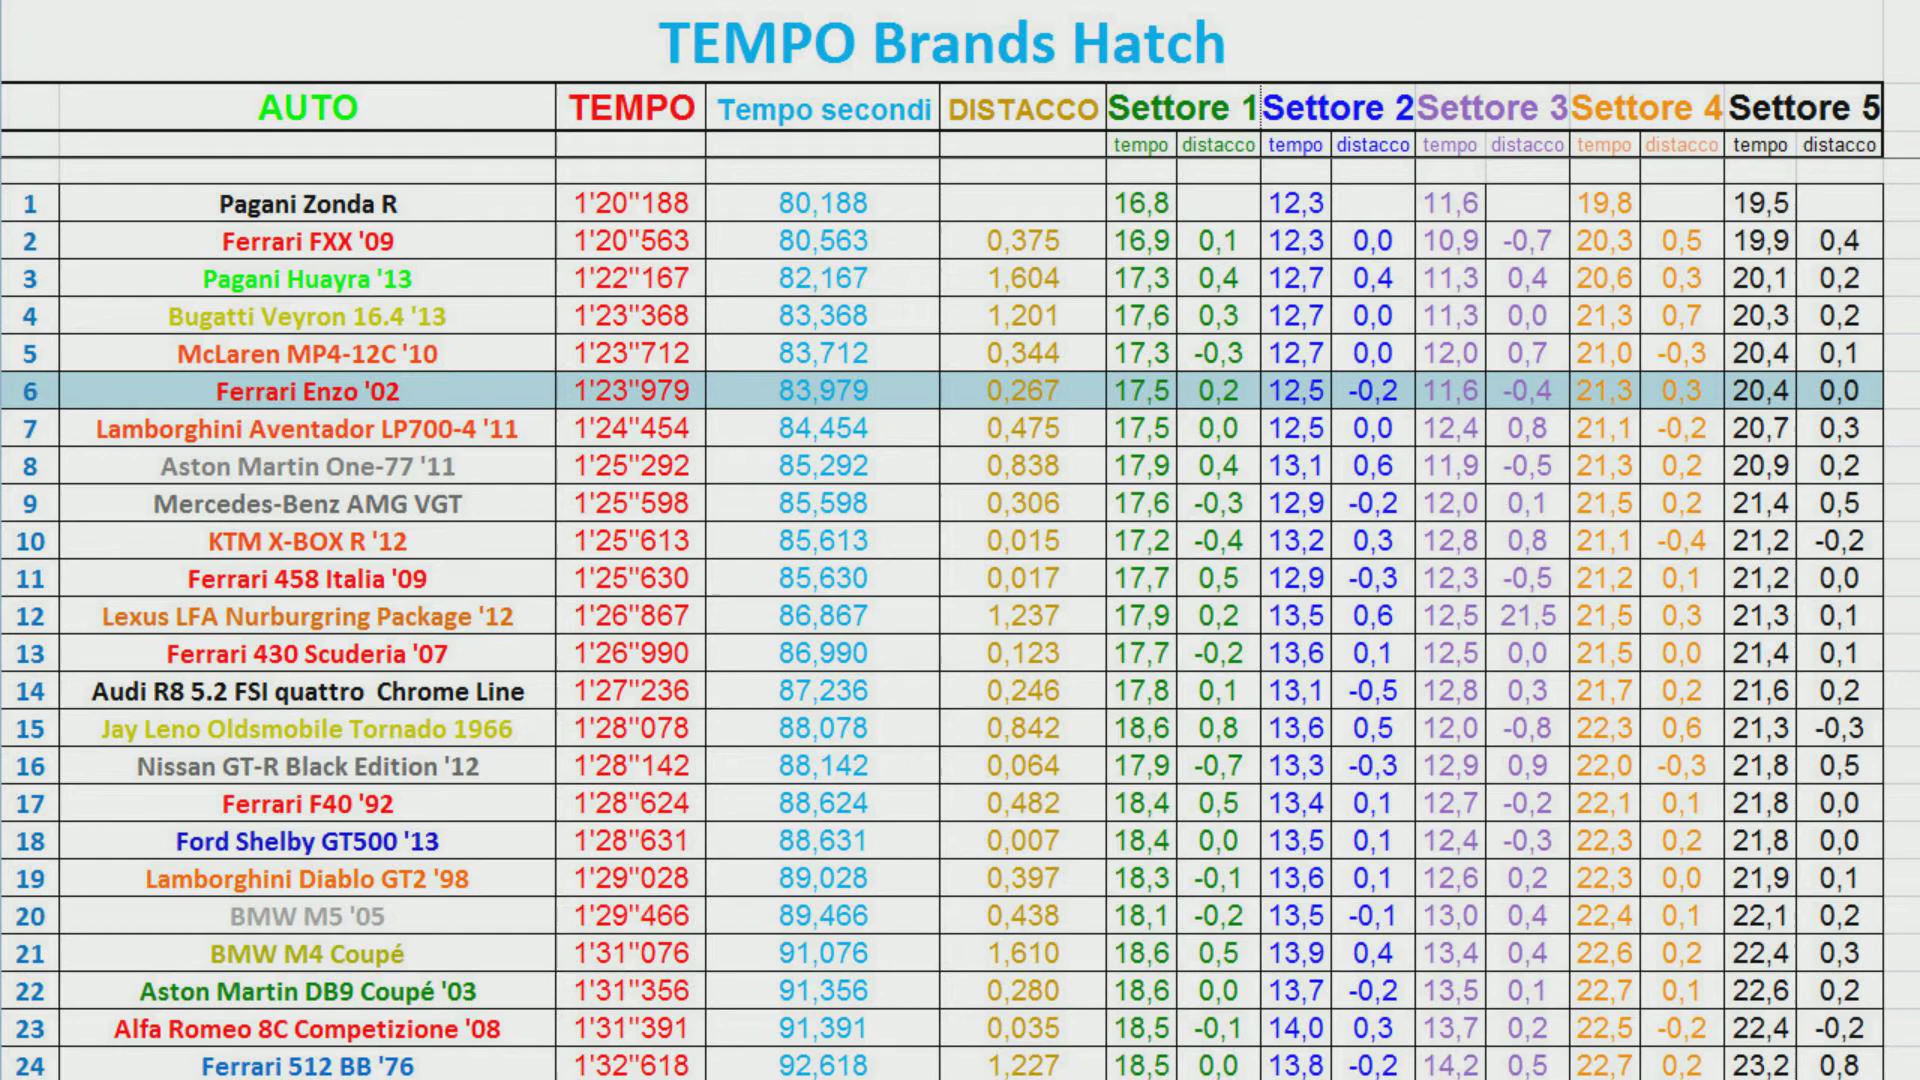 TEMPO Brands Hatch
AUTO TEMPO Tempo secondi DISTACCO Settore 1 Settore 2 Settore 3 Settore 4 Settore 5
tempo distacco tempo distacco tempo distacco tempo distacco tempo distacco
1 Pagani Zonda R 1'20"188 80,188 16,8 12,3 11,6 19,8 19,5
2 Ferrari FXX '09 1'20"563 80,563 0,375 16,9 0,1 12,3 0,0 10,9 -0,7 20,3 0,5 19,9 0,4
3 Pagani Huayra '13 1'22"167 82,167 1,604 17,3 0,4 12,7 0,4 11,3 0,4 20,6 0,3 20,1 0,2
4 Bugatti Veyron 16.4 '13 1'23"368 83,368 1,201 17,6 0,3 12,7 0,0 11,3 0,0 21,3 0,7 20,3 0,2
5 McLaren MP4-12C '10 1'23"712 83,712 0,344 17,3 -0,3 12,7 0,0 12,0 0,7 21,0 -0,3 20,4 0,1
6 Ferrari Enzo '02 1'23"979 83,979 0,267 17,5 0,2 12,5 -0,2 11,6 -0,4 21,3 0,3 20,4 0,0
7 Lamborghini Aventador LP700-4 '11 1'24"454 84,454 0,475 17,5 0,0 12,5 0,0 12,4 0,8 21,1 -0,2 20,7 0,3
8 Aston Martin One-77 '11 1'25"292 85,292 0,838 17,9 0,4 13,1 0,6 11,9 -0,5 21,3 0,2 20,9 0,2
9 Mercedes-Benz AMG VGT 1'25"598 85,598 0,306 17,6 -0,3 12,9 -0,2 12,0 0,1 21,5 0,2 21,4 0,5
10 KTM X-BOX R '12 1'25"613 85,613 0,015 17,2 -0,4 13,2 0,3 12,8 0,8 21,1 -0,4 21,2 -0,2
11 Ferrari 458 Italia '09 1'25"630 85,630 0,017 17,7 0,5 12,9 -0,3 12,3 -0,5 21,2 0,1 21,2 0,0
12 Lexus LFA Nurburgring Package '12 1'26"867 86,867 1,237 17,9 0,2 13,5 0,6 12,5 21,5 21,5 0,3 21,3 0,1
13 Ferrari 430 Scuderia '07 1'26"990 86,990 0,123 17,7 -0,2 13,6 0,1 12,5 0,0 21,5 0,0 21,4 0,1
14 Audi R8 5.2 FSI quattro Chrome Line 1'27"236 87,236 0,246 17,8 0,1 13,1 -0,5 12,8 0,3 21,7 0,2 21,6 0,2
15 Jay Leno Oldsmobile Tornado 1966 1'28"078 88,078 0,842 18,6 0,8 13,6 0,5 12,0 -0,8 22,3 0,6 21,3 -0,3
16 Nissan GT-R Black Edition '12 1'28"142 88,142 0,064 17,9 -0,7 13,3 -0,3 12,9 0,9 22,0 -0,3 21,8 0,5
17 Ferrari F40 '92 1'28"624 88,624 0,482 18,4 0,5 13,4 0,1 12,7 -0,2 22,1 0,1 21,8 0,0
18 Ford Shelby GT500 '13 1'28"631 88,631 0,007 18,4 0,0 13,5 0,1 12,4 -0,3 22,3 0,2 21,8 0,0
19 Lamborghini Diablo GT2 '98 1'29"028 89,028 0,397 18,3 -0,1 13,6 0,1 12,6 0,2 22,3 0,0 21,9 0,1
20 BMW M5 '05 1'29"466 89,466 0,438 18,1 -0,2 13,5 -0,1 13,0 0,4 22,4 0,1 22,1 0,2
21 BMW M4 Coupé 1'31"076 91,076 1,610 18,6 0,5 13,9 0,4 13,4 0,4 22,6 0,2 22,4 0,3
22 Aston Martin DB9 Coupé '03 1'31"356 91,356 0,280 18,6 0,0 13,7 -0,2 13,5 0,1 22,7 0,1 22,6 0,2
23 Alfa Romeo 8C Competizione '08 1'31"391 91,391 0,035 18,5 -0,1 14,0 0,3 13,7 0,2 22,5 -0,2 22,4 -0,2
24 Ferrari 512 BB '76 1'32"618 92,618 1,227 18,5 0,0 13,8 -0,2 14,2 0,5 22,7 0,2 23,2 0,8